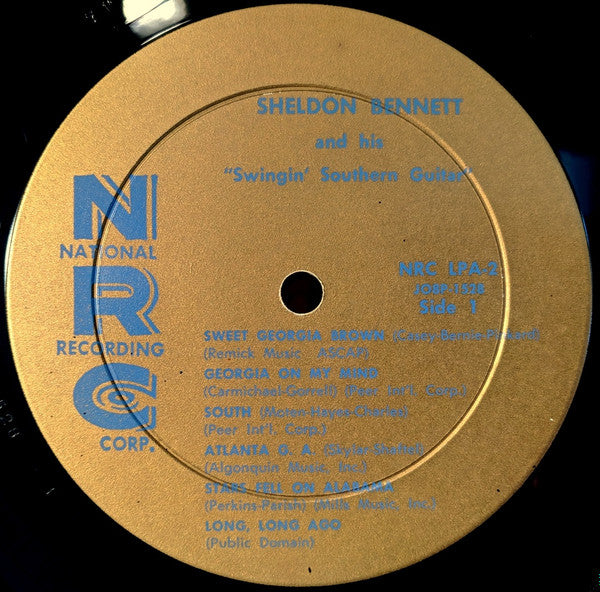 SHELDON BENNETT
and his
"Swingin' Southern Guitar"
NRC
NATIONAL
RECORDING
CORP.
NRC LPA-2
JO8P-1528
Side 1
SWEET GEORGIA BROWN (Casey-Bernie-Pinkard)
(Remick Music ASCAP)
GEORGIA ON MY MIND
(Carmichael-Gorrell) (Peer Int'l. Corp.)
SOUTH (Moten-Hayes-Charles)
(Peer Int'l. Corp.)
ATLANTA G. A. (Skylar-Shaftel)
(Algonquin Music, Inc.)
STARS FELL ON ALABAMA
(Perkins-Parish) (Mills Music, Inc.)
LONG, LONG AGO
(Public Domain)